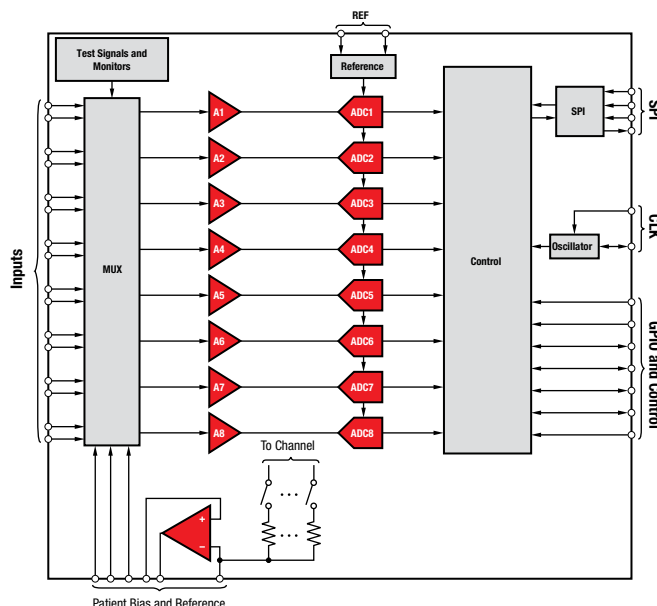 REF
Test Signals and
Monitors
Reference
A1
ADC1
SPI
SPI
A2
ADC2
A3
ADC3
CLK
A4
ADC4
Oscillator
Inputs
MUX
Control
A5
ADC5
A6
ADC6
GPIO and Control
A7
ADC7
A8
ADC8
To Channel
+
–
Patient Bias and Reference